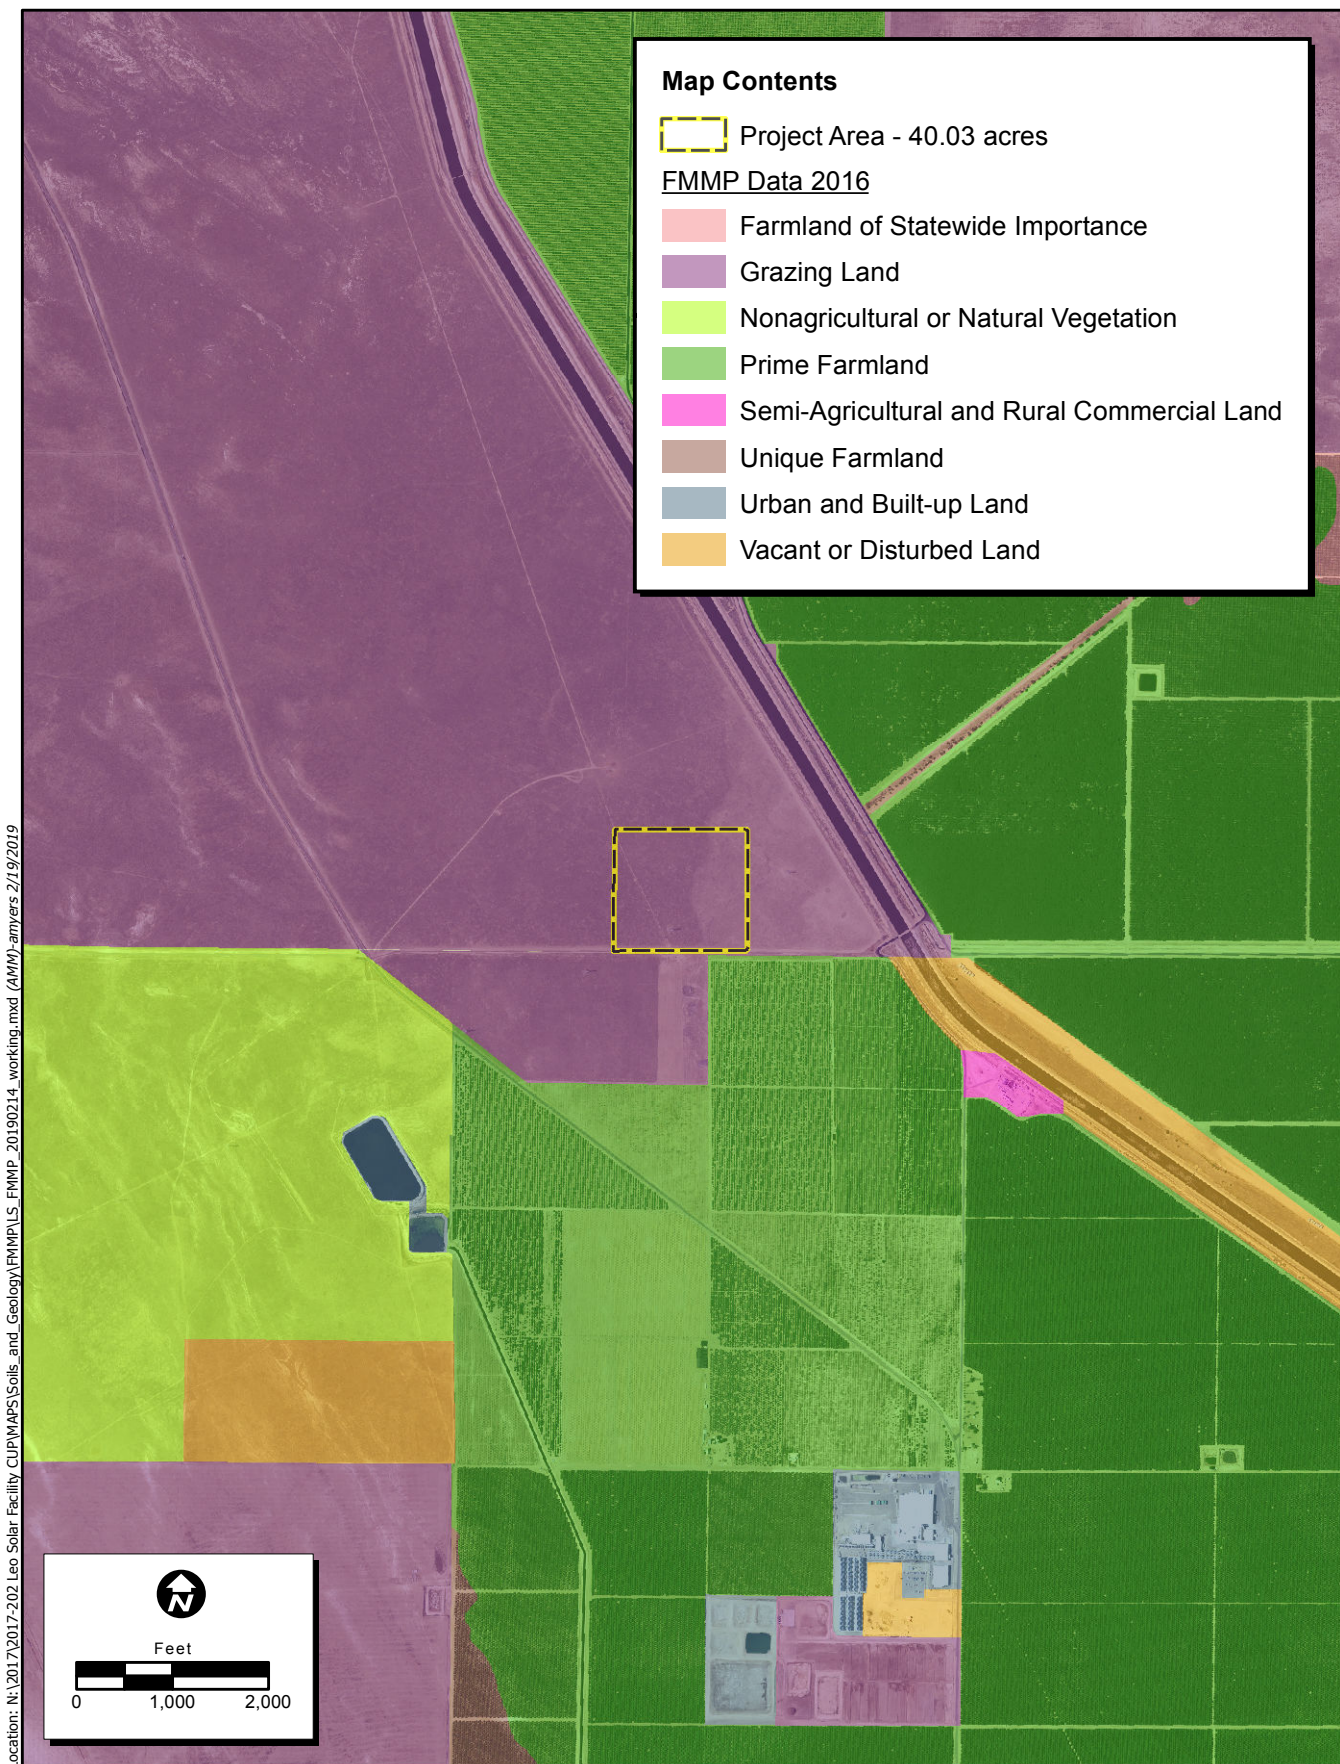 Map Contents
Project Area - 40.03 acres
FMMP Data 2016
Farmland of Statewide Importance
Grazing Land
Nonagricultural or Natural Vegetation
Prime Farmland
Semi-Agricultural and Rural Commercial Land
Unique Farmland
Urban and Built-up Land
Vacant or Disturbed Land
ocation: N:\2017\2017-202 Leo Solar Facility CUP\MAPS\Soils_and_Geology\FMMP\LS_FMMP_20190214_working.mxd (AMM)-amyers 2/19/2019
N
Feet
0 1,000 2,000